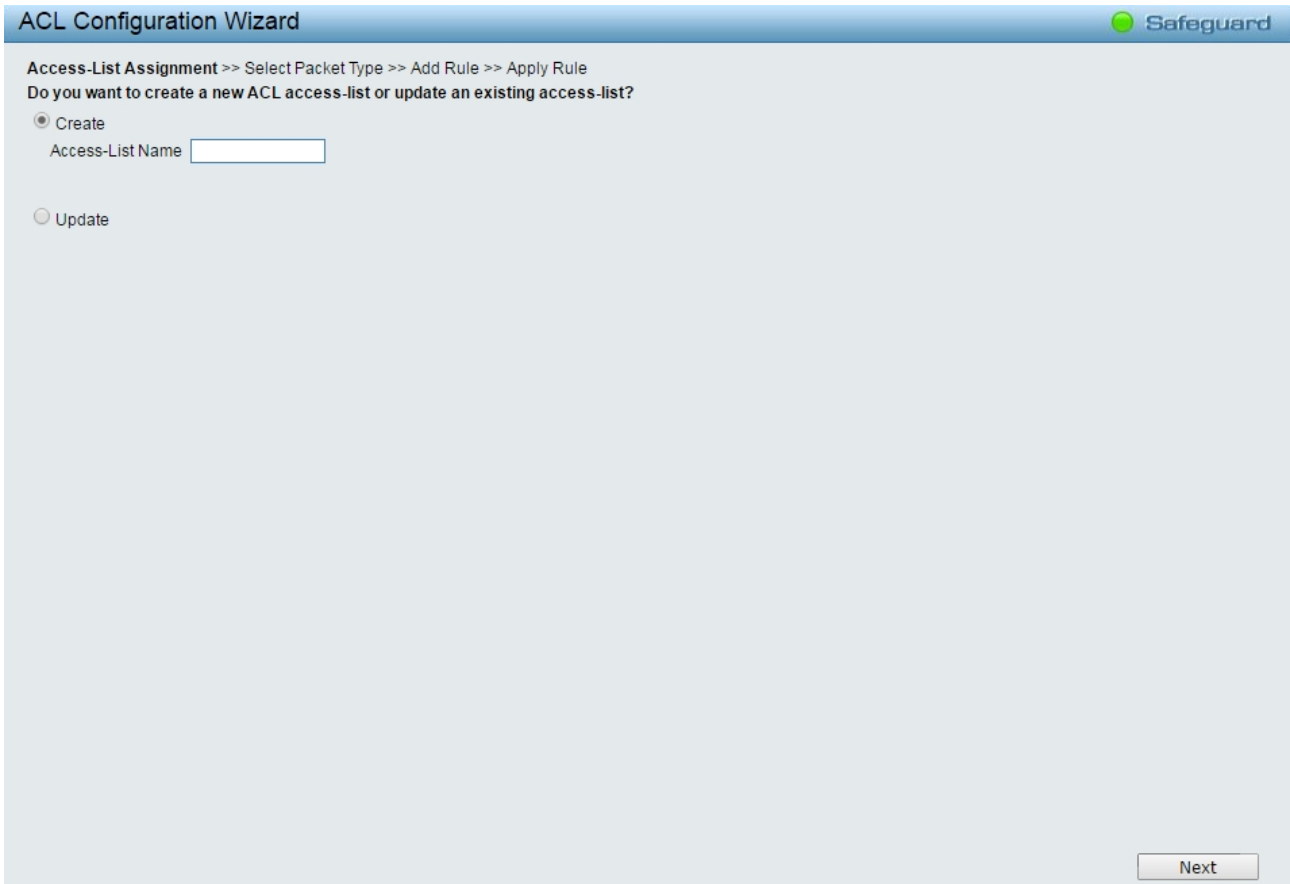 ACL Configuration Wizard
Safeguard
Access-List Assignment >> Select Packet Type >> Add Rule >> Apply Rule
Do you want to create a new ACL access-list or update an existing access-list?
Create
Access-List Name
Update
Next